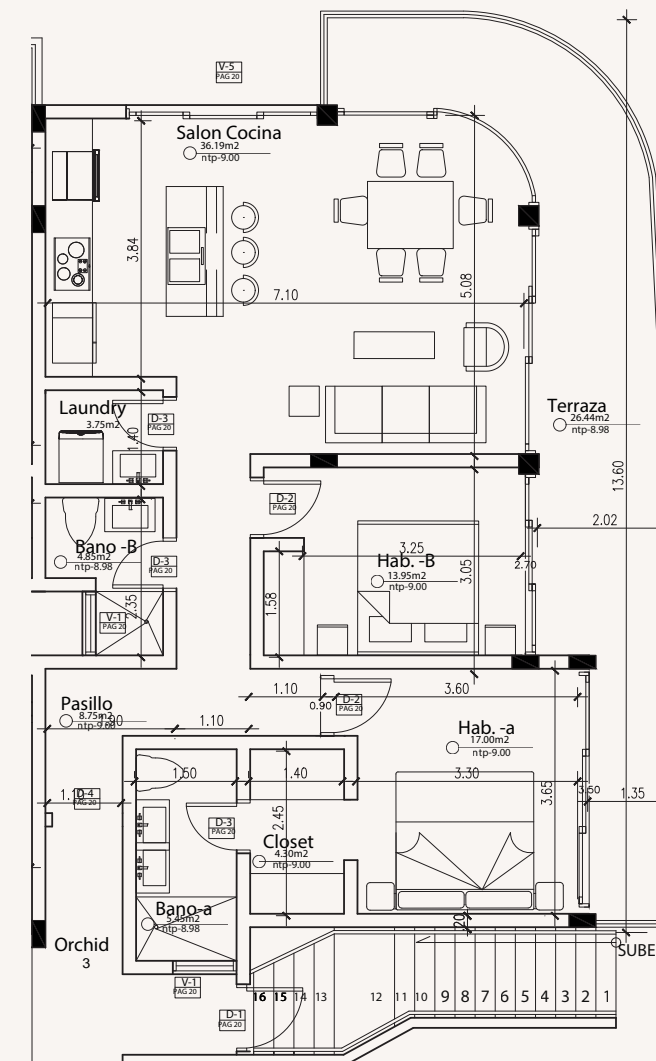 V-5
PAG 20
Salon Cocina
36.19m2
ntp-9.00
3.84
7.10
5.08
Laundry
3.75m2
D-3
PAG 20
1.40
Terraza
26.44m2
ntp-8.98
13.60
D-2
PAG 20
2.02
Bano -B
4.85m2
ntp-8.98
D-3
PAG 20
3.25
Hab. -B
13.95m2
ntp-9.00
3.05
2.70
1.58
2.35
V-1
PAG 20
1.10
3.60
0.90
D-2
PAG 20
Pasillo
8.75m2
ntp-9.00
1.10
Hab. -a
17.00m2
ntp-9.00
1.50
1.40
3.30
3.65
3.50
1.35
D-4
PAG 20
D-3
PAG 20
2.45
Closet
4.30m2
ntp-9.00
Bano-a
5.45m2
ntp-8.98
.20
Orchid
3
SUBE
V-1
PAG 20
16 15 14 13 12 11 10 9 8 7 6 5 4 3 2 1
D-1
PAG 20